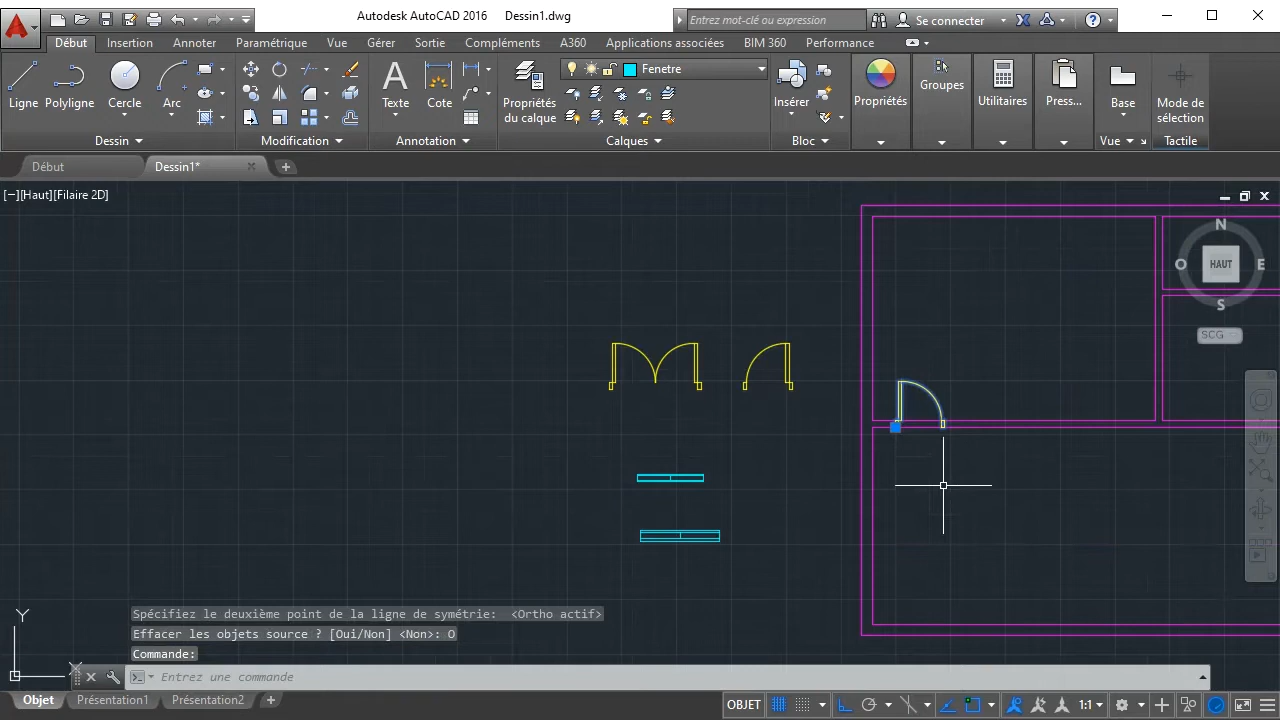 Autodesk AutoCAD 2016 Dessin1.dwg
Entrez mot-clé ou expression
Se connecter
Début Insertion Annoter Paramétrique Vue Gérer Sortie Compléments A360 Applications associées BIM 360 Performance
Fenetre
Ligne Polyligne Cercle Arc
Texte Cote
Propriétés du calque
Insérer
Propriétés
Groupes
Utilitaires
Press...
Base
Mode de sélection
Dessin Modification Annotation Calques Bloc Vue Tactile
Début Dessin1*
[−][Haut][Filaire 2D]
N
O HAUT E
S
SCG
Y
X
Spécifiez le deuxième point de la ligne de symétrie: <Ortho actif>
Effacer les objets source ? [Oui/Non] <Non>: O
Commande:
Entrez une commande
Objet Présentation1 Présentation2
OBJET
1:1